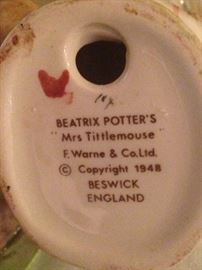 BEATRIX POTTER'S
"Mrs Tittlemouse"
F. Warne & Co. Ltd.
© Copyright 1948
BESWICK
ENGLAND